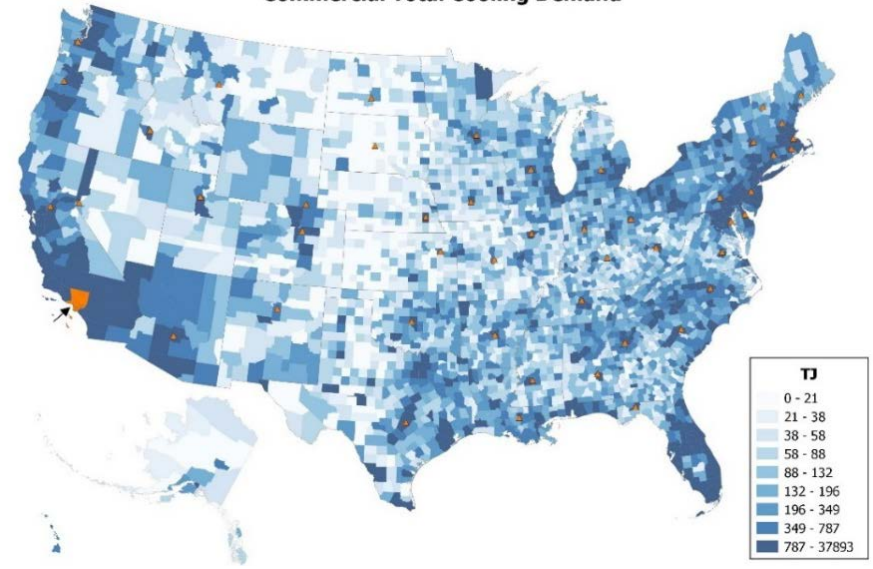 Commercial Total Cooling Demand
TJ
0 - 21
21 - 38
38 - 58
58 - 88
88 - 132
132 - 196
196 - 349
349 - 787
787 - 37893